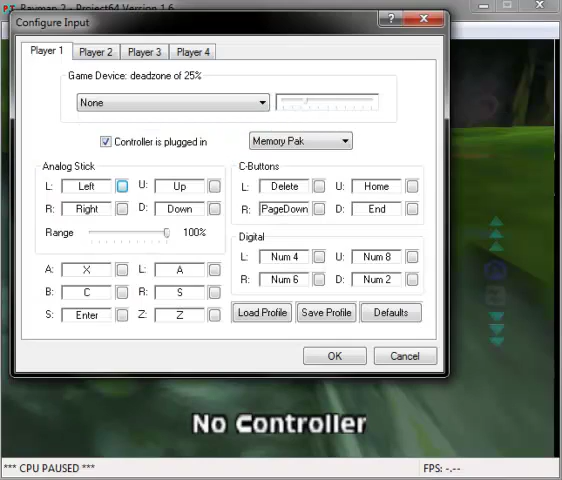 Rayman 2 - Project64 Version 1.6
Configure Input
Player 1 Player 2 Player 3 Player 4
Game Device: deadzone of 25%
None
Controller is plugged in Memory Pak
Analog Stick
L: Left U: Up
R: Right D: Down
Range 100%
A: X L: A
B: C R: S
S: Enter Z: Z
C-Buttons
L: Delete U: Home
R: PageDown D: End
Digital
L: Num 4 U: Num 8
R: Num 6 D: Num 2
Load Profile Save Profile Defaults
OK Cancel
No Controller
*** CPU PAUSED *** FPS: -.--